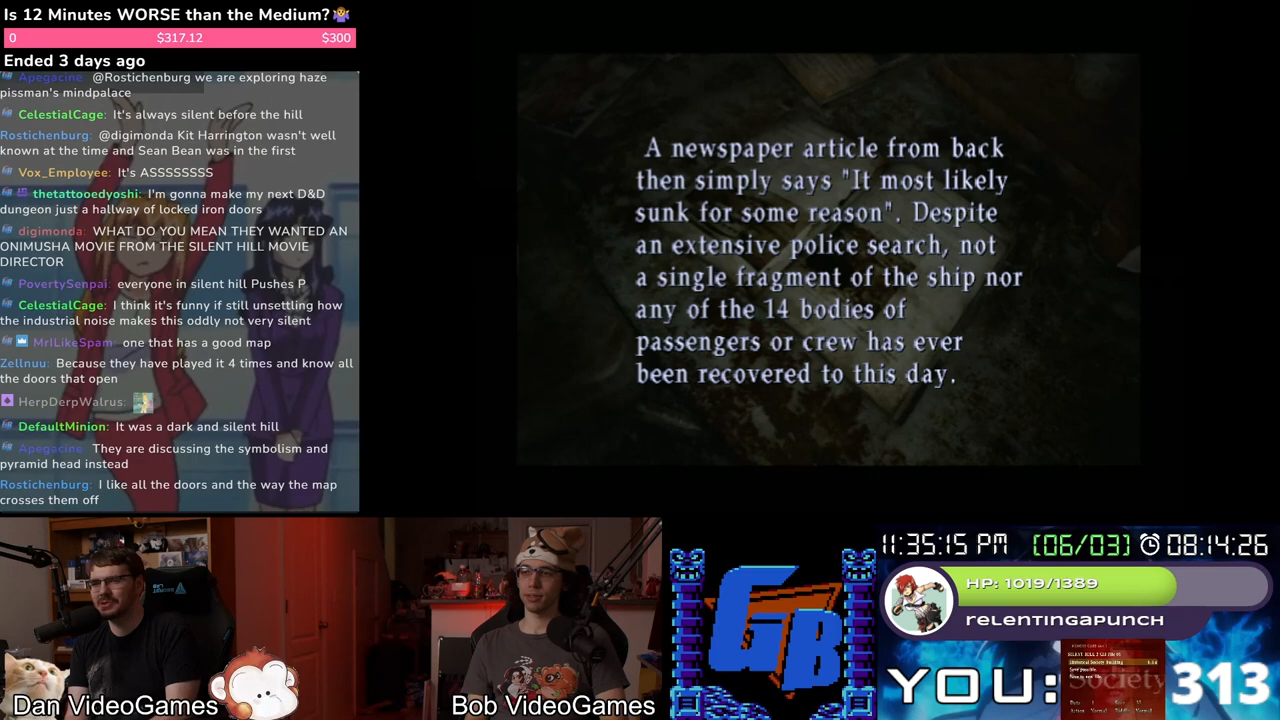 Is 12 Minutes WORSE than the Medium?🤷
0 $317.12 $300
Ended 3 days ago
Apegacine @Rostichenburg we are exploring haze
pissman's mindpalace
CelestialCage: It's always silent before the hill
Rostichenburg: @digimonda Kit Harrington wasn't well
known at the time and Sean Bean was in the first
Vox_Employee: It's ASSSSSSSS
thetattooedyoshi: I'm gonna make my next D&D
dungeon just a hallway of locked iron doors
digimonda: WHAT DO YOU MEAN THEY WANTED AN
ONIMUSHA MOVIE FROM THE SILENT HILL MOVIE
DIRECTOR
PovertySenpai: everyone in silent hill Pushes P
CelestialCage: I think it's funny if still unsettling how
the industrial noise makes this oddly not very silent
MrILikeSpam: one that has a good map
Zellnuu: Because they have played it 4 times and know all
the doors that open
HerpDerpWalrus:
DefaultMinion: It was a dark and silent hill
Apegacine They are discussing the symbolism and
pyramid head instead
Rostichenburg: I like all the doors and the way the map
crosses them off
A newspaper article from back
then simply says "It most likely
sunk for some reason". Despite
an extensive police search, not
a single fragment of the ship nor
any of the 14 bodies of
passengers or crew has ever
been recovered to this day.
Dan VideoGames
Bob VideoGames
GB
11:35:15 PM [06/03] 08:14:26
HP: 1019/1389
relentingapunch
YOU: 313
Society